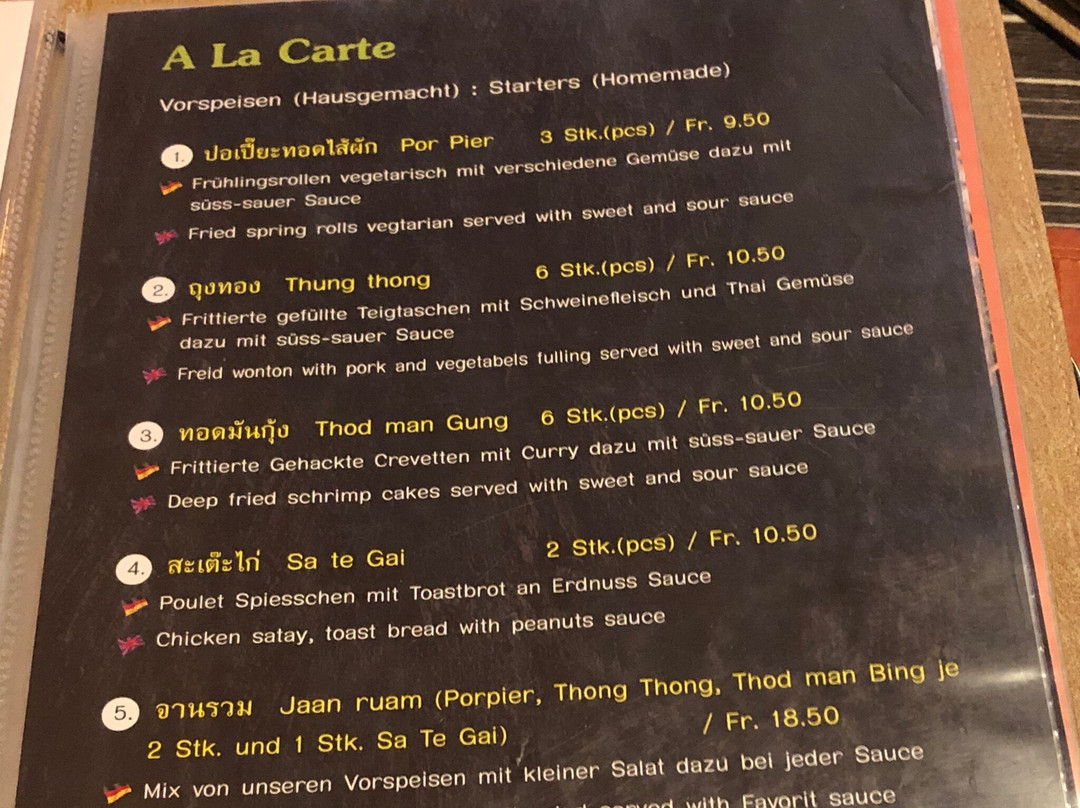 A La Carte
Vorspeisen (Hausgemacht) : Starters (Homemade)
1. ปอเปี๊ยะทอดไส้ผัก Por Pier 3 Stk.(pcs) / Fr. 9.50
Frühlingsrollen vegetarisch mit verschiedene Gemüse dazu mit
süss-sauer Sauce
Fried spring rolls vegtarian served with sweet and sour sauce
2. ถุงทอง Thung thong 6 Stk.(pcs) / Fr. 10.50
Frittierte gefüllte Teigtaschen mit Schweinefleisch und Thai Gemüse
dazu mit süss-sauer Sauce
Freid wonton with pork and vegetabels fulling served with sweet and sour sauce
3. ทอดมันกุ้ง Thod man Gung 6 Stk.(pcs) / Fr. 10.50
Frittierte Gehackte Crevetten mit Curry dazu mit süss-sauer Sauce
Deep fried schrimp cakes served with sweet and sour sauce
4. สะเต๊ะไก่ Sa te Gai 2 Stk.(pcs) / Fr. 10.50
Poulet Spiesschen mit Toastbrot an Erdnuss Sauce
Chicken satay, toast bread with peanuts sauce
5. จานรวม Jaan ruam (Porpier, Thong Thong, Thod man Bing je
2 Stk. und 1 Stk. Sa Te Gai) / Fr. 18.50
Mix von unseren Vorspeisen mit kleiner Salat dazu bei jeder Sauce
served with Favorit sauce